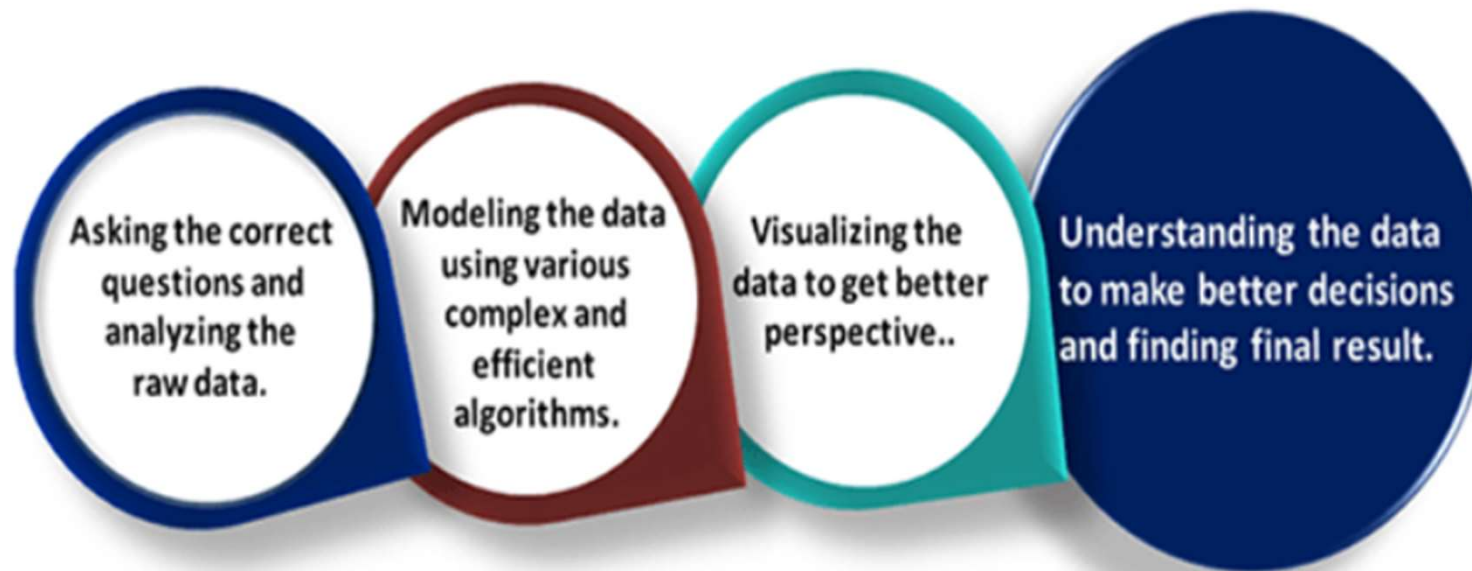 Asking the correct
questions and
analyzing the
raw data.
Modeling the data
using various
complex and
efficient
algorithms.
Visualizing the
data to get better
perspective..
Understanding the data
to make better decisions
and finding final result.